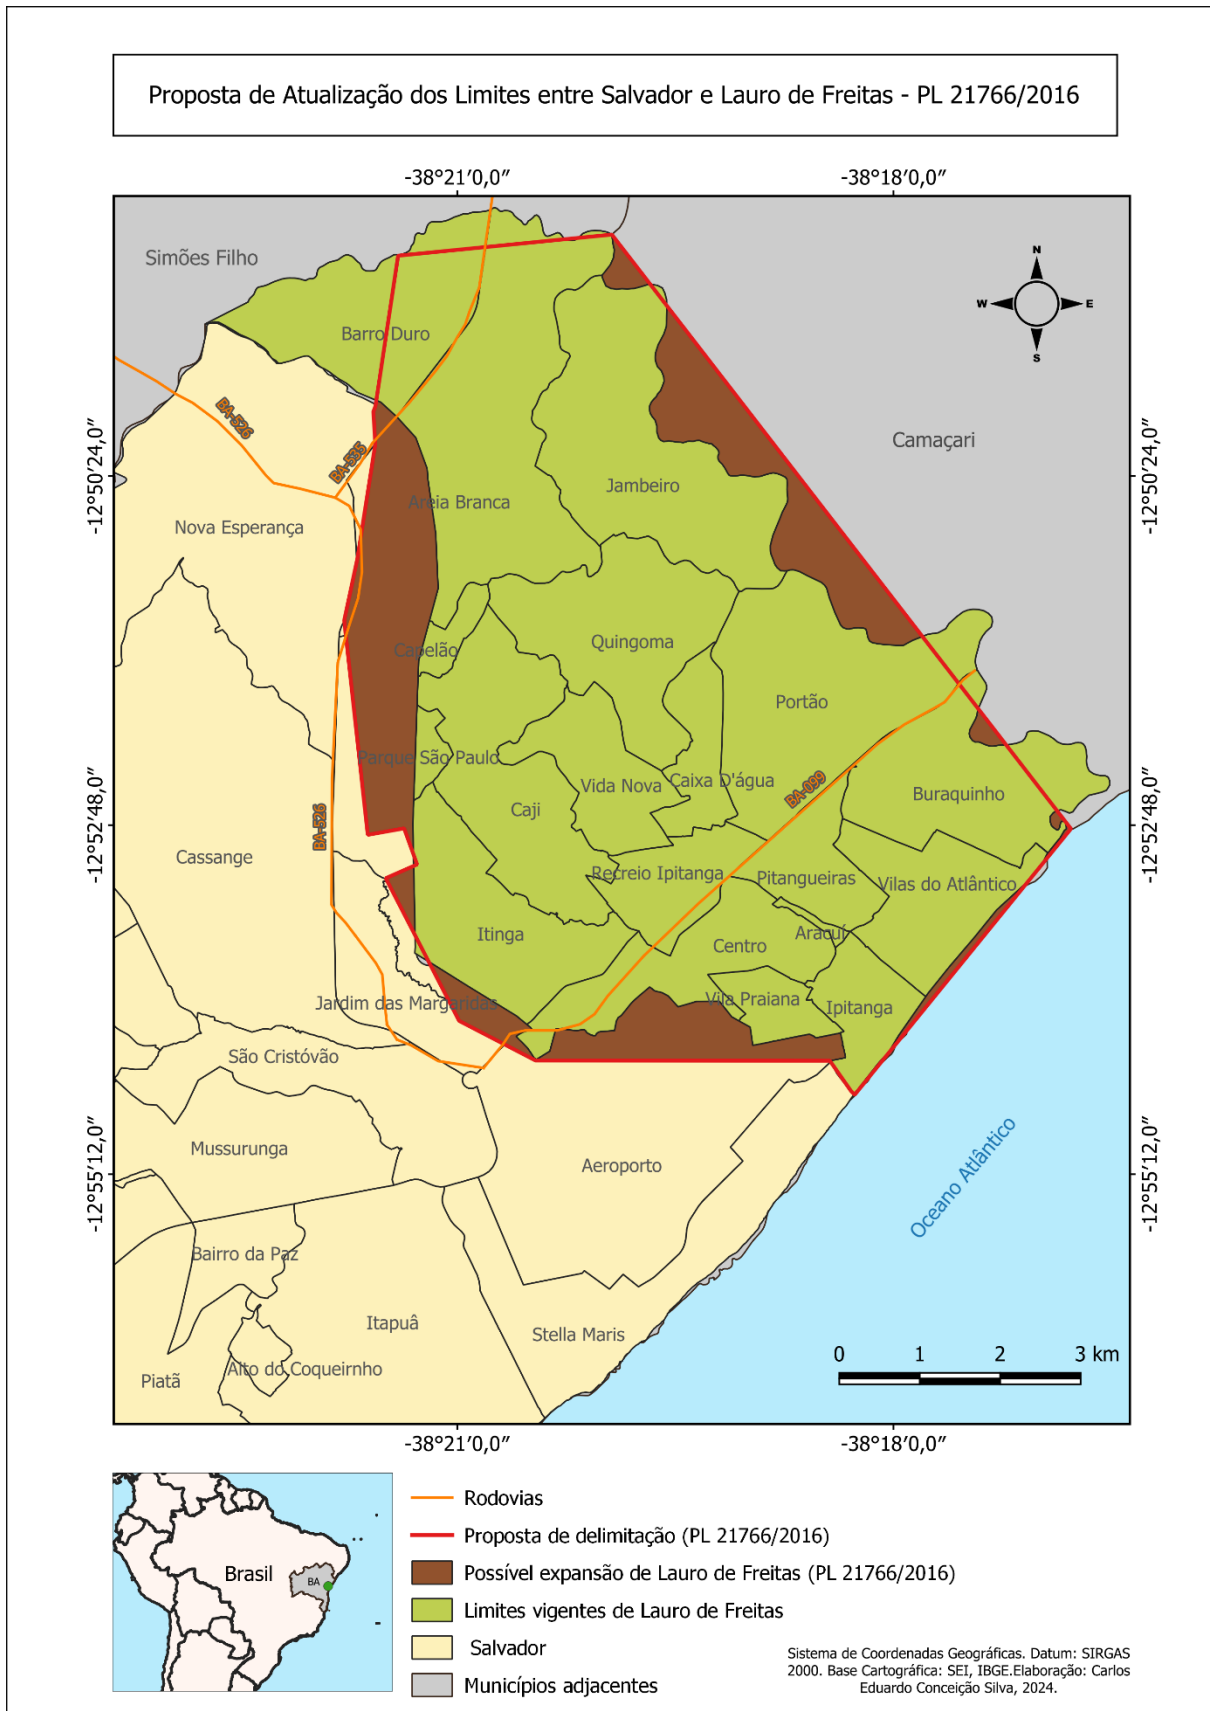 Proposta de Atualização dos Limites entre Salvador e Lauro de Freitas - PL 21766/2016
-38°21′0,0″
-38°18′0,0″
Simões Filho
N
W
E
S
Barro Duro
BA-526
BA-535
Camaçari
-12°50′24,0″
-12°50′24,0″
Jambeiro
Areia Branca
Nova Esperança
Quingoma
Capelão
Portão
Parque São Paulo
Vida Nova
Caixa D'água
BA-099
Buraquinho
Caji
-12°52′48,0″
-12°52′48,0″
BA-526
Cassange
Recreio Ipitanga
Pitangueiras
Vilas do Atlântico
Itinga
Aracuí
Centro
Vila Praiana
Ipitanga
Jardim das Margaridas
São Cristóvão
Mussurunga
Aeroporto
-12°55′12,0″
-12°55′12,0″
Oceano Atlântico
Bairro da Paz
Itapuâ
Stella Maris
Alto do Coqueirnho
Piatã
0 1 2 3 km
-38°21′0,0″
-38°18′0,0″
Brasil
BA
Rodovias
Proposta de delimitação (PL 21766/2016)
Possível expansão de Lauro de Freitas (PL 21766/2016)
Limites vigentes de Lauro de Freitas
Salvador
Municípios adjacentes
Sistema de Coordenadas Geográficas. Datum: SIRGAS
2000. Base Cartográfica: SEI, IBGE.Elaboração: Carlos
Eduardo Conceição Silva, 2024.